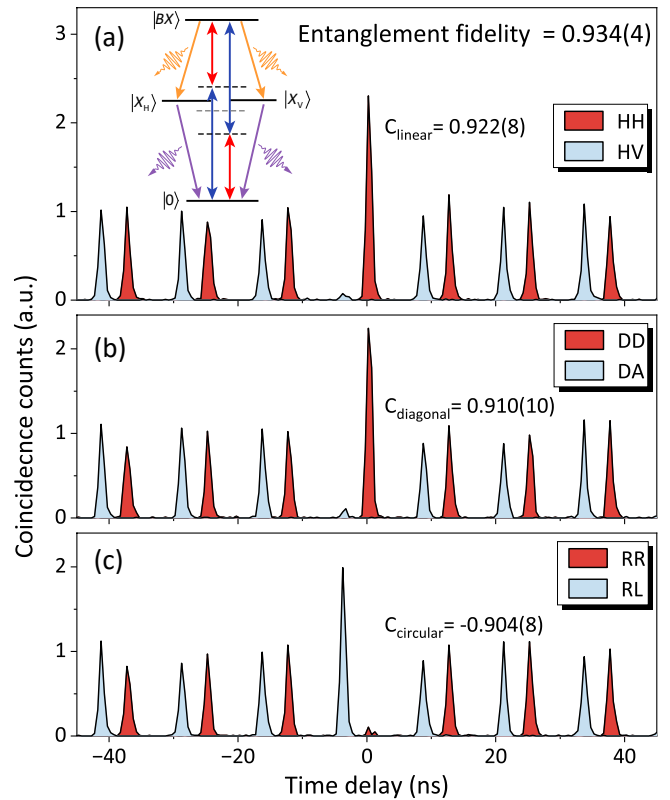 (a)
Entanglement fidelity = 0.934(4)
|BX⟩
|X_H⟩
|X_V⟩
|0⟩
C_linear = 0.922(8)
HH
HV
3
2
1
0
(b)
DD
DA
C_diagonal = 0.910(10)
2
1
0
(c)
RR
RL
C_circular = -0.904(8)
2
1
0
Coincidecnce counts (a.u.)
−40
−20
0
20
40
Time delay (ns)